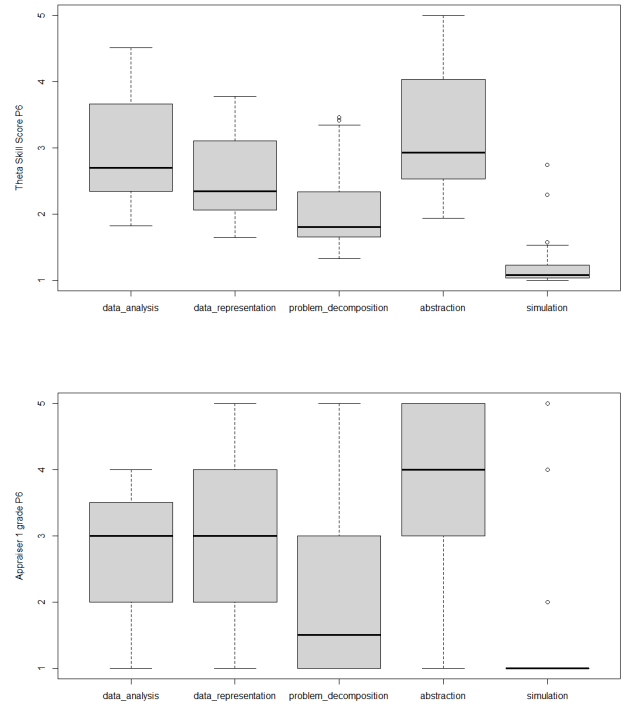 Theta Skill Score P6
5
4
3
2
1
data_analysis data_representation problem_decomposition abstraction simulation
Appraiser 1 grade P6
5
4
3
2
1
data_analysis data_representation problem_decomposition abstraction simulation